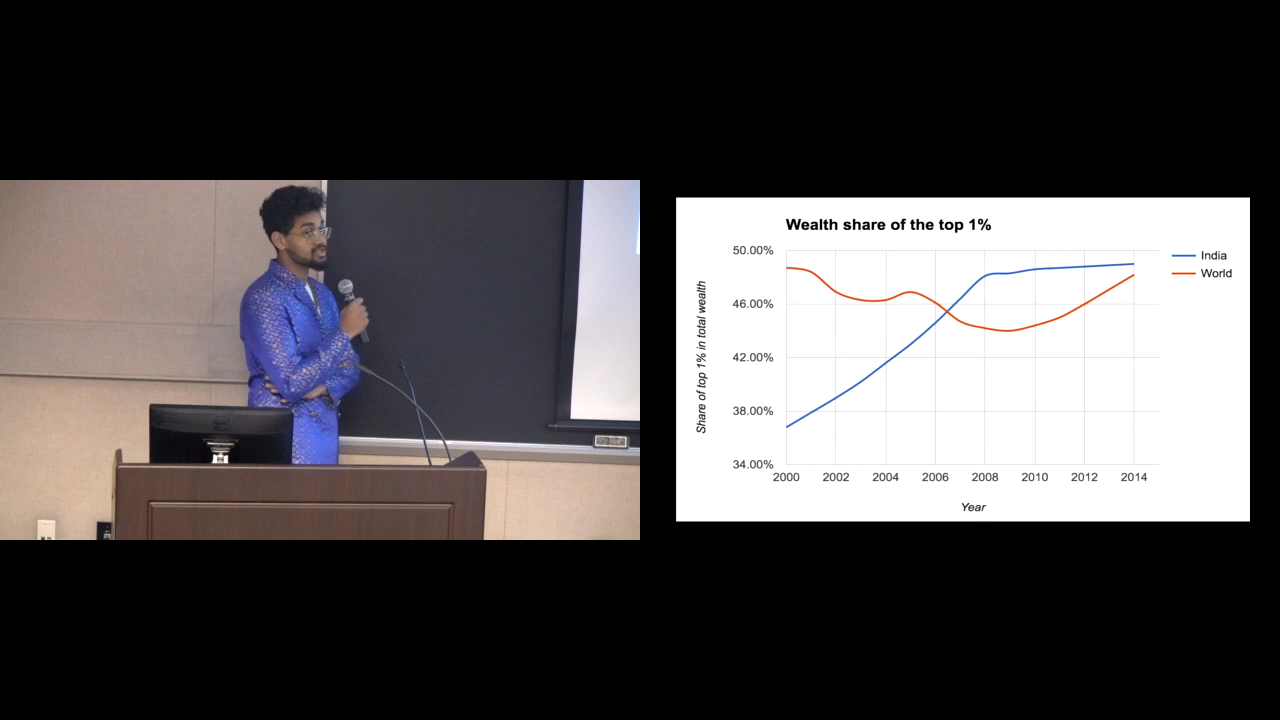 Wealth share of the top 1%
50.00%
46.00%
42.00%
38.00%
34.00%
Share of top 1% in total wealth
2000 2002 2004 2006 2008 2010 2012 2014
Year
India
World